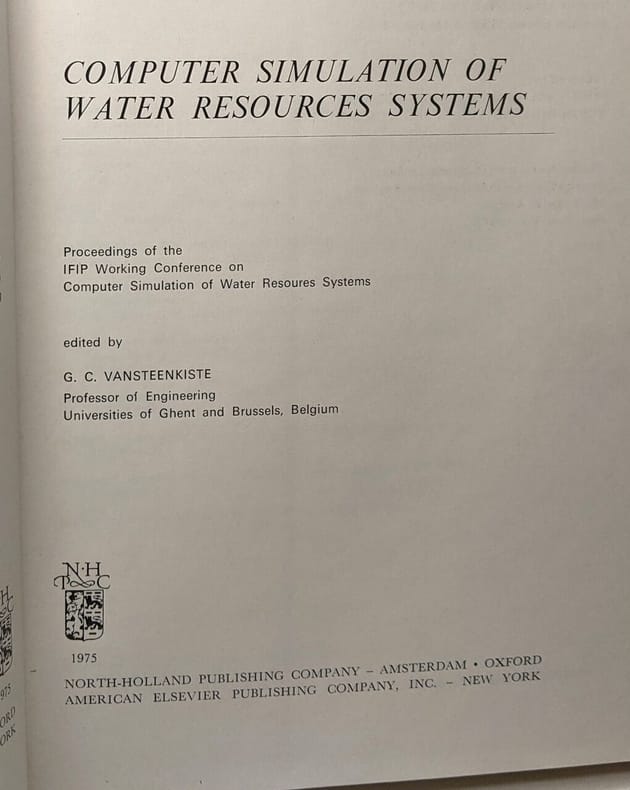 COMPUTER SIMULATION OF
WATER RESOURCES SYSTEMS
Proceedings of the
IFIP Working Conference on
Computer Simulation of Water Resoures Systems
edited by
G. C. VANSTEENKISTE
Professor of Engineering
Universities of Ghent and Brussels, Belgium
N·H
P C
1975
NORTH-HOLLAND PUBLISHING COMPANY – AMSTERDAM • OXFORD
AMERICAN ELSEVIER PUBLISHING COMPANY, INC. – NEW YORK